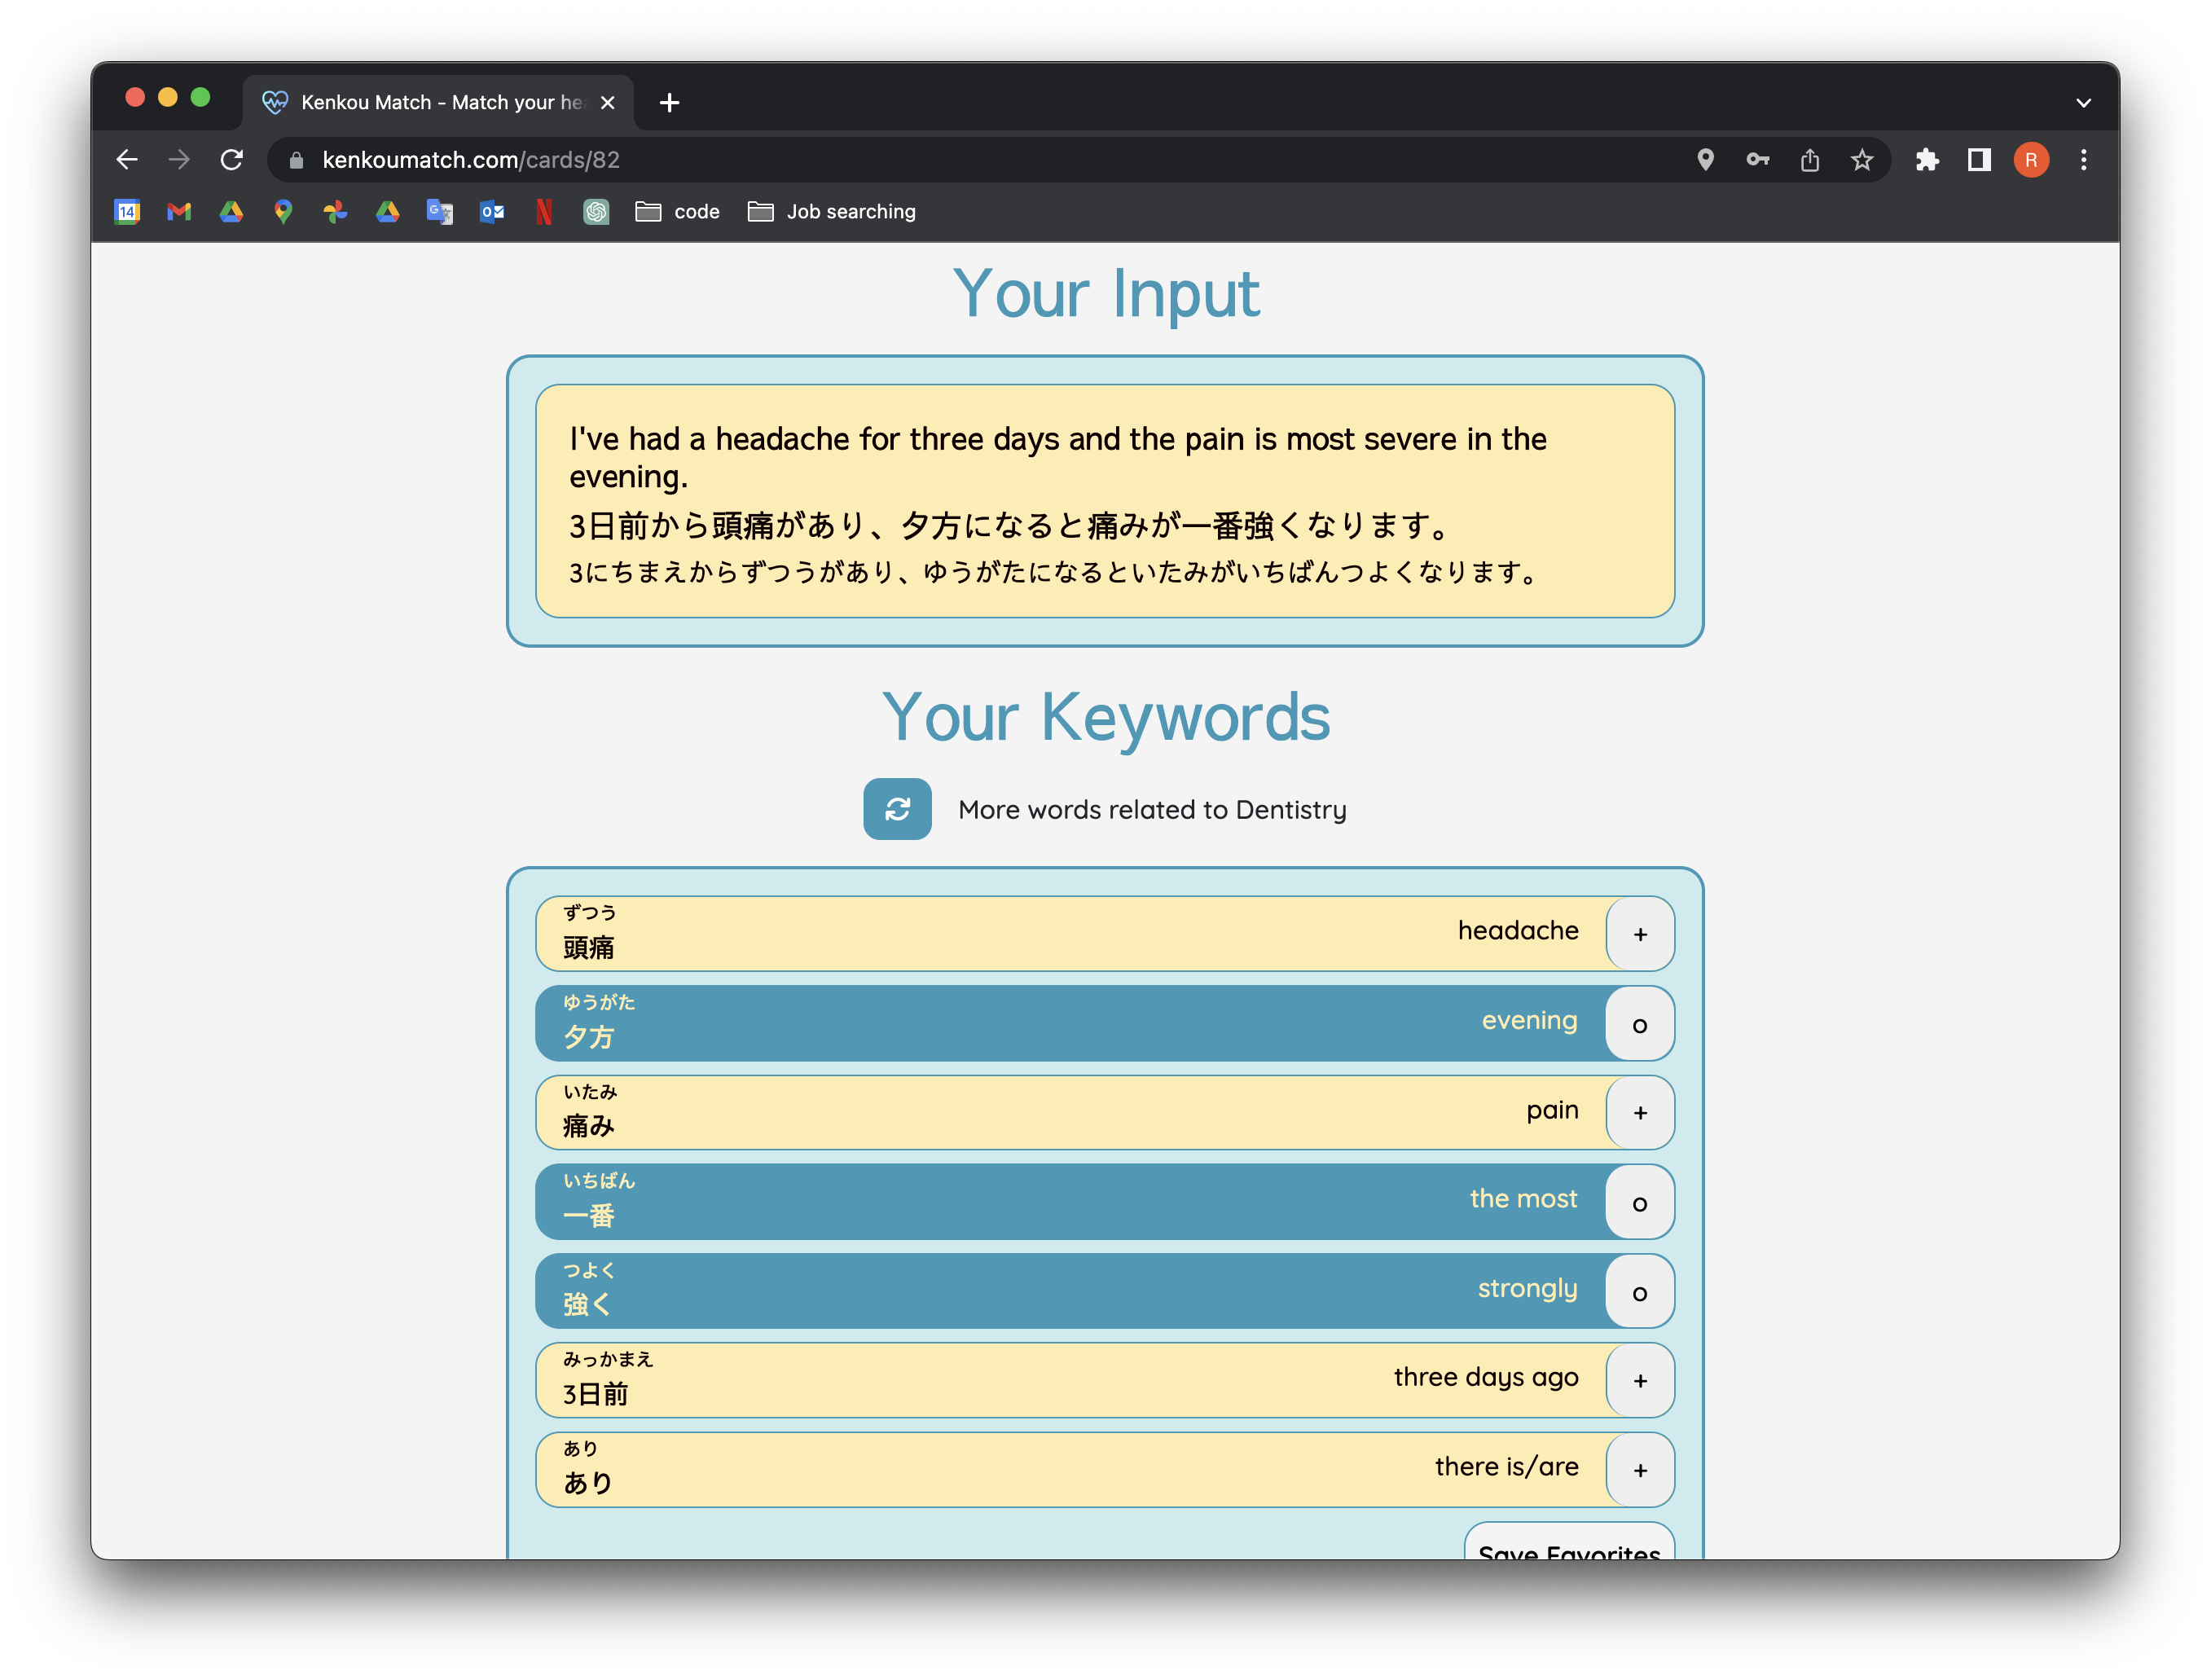 Kenkou Match - Match your hea
kenkoumatch.com/cards/82
R
14
code
Job searching
Your Input
I've had a headache for three days and the pain is most severe in the
evening.
3日前から頭痛があり、夕方になると痛みが一番強くなります。
3にちまえからずつうがあり、ゆうがたになるといたみがいちばんつよくなります。
Your Keywords
More words related to Dentistry
ずつう
頭痛
headache
+
ゆうがた
夕方
evening
o
いたみ
痛み
pain
+
いちばん
一番
the most
o
つよく
強く
strongly
o
みっかまえ
3日前
three days ago
+
あり
あり
there is/are
+
Save Favorites